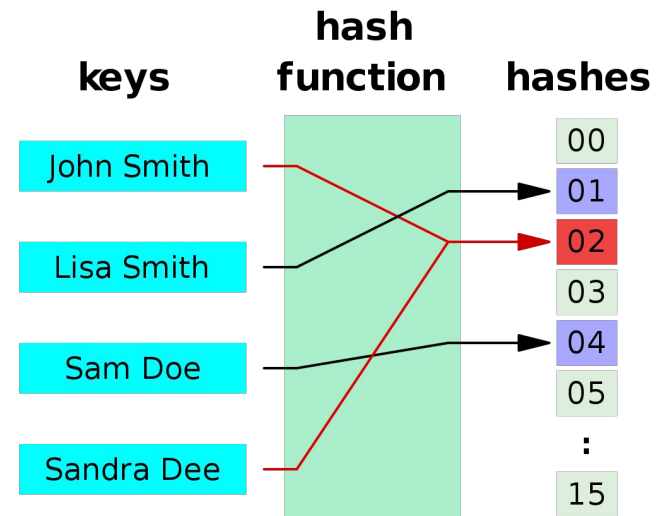 keys
hash
function
hashes
John Smith
Lisa Smith
Sam Doe
Sandra Dee
00
01
02
03
04
05
:
15